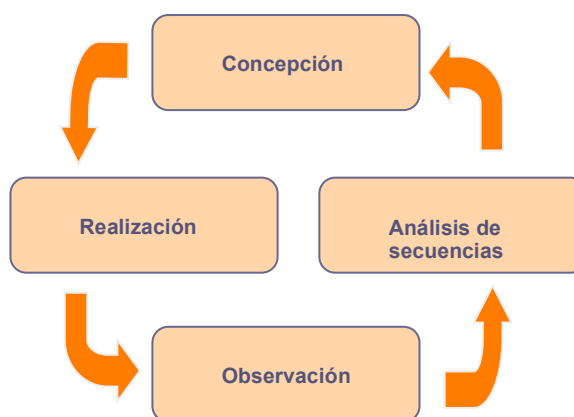 Concepción
Realización
Análisis de
secuencias
Observación